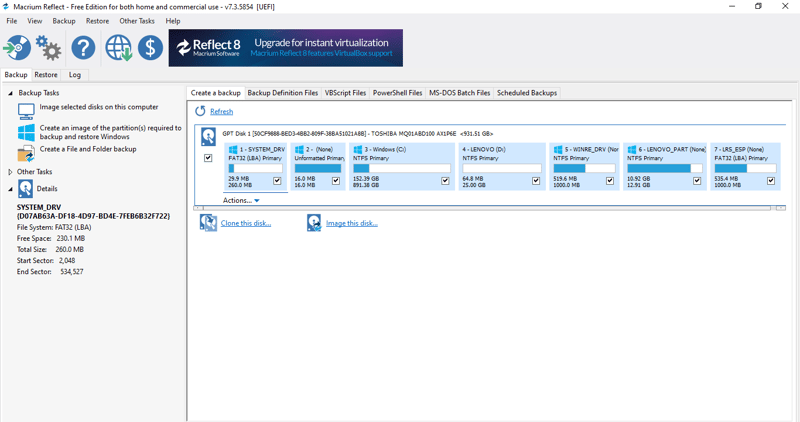 Macrium Reflect - Free Edition for both home and commercial use - v7.3.5854 [UEFI]
File View Backup Restore Other Tasks Help
Reflect 8
Macrium Software
Upgrade for instant virtualization
Macrium Reflect 8 features VirtualBox support
Backup Restore Log
Create a backup Backup Definition Files VBScript Files PowerShell Files MS-DOS Batch Files Scheduled Backups
Backup Tasks
Image selected disks on this computer
Create an image of the partition(s) required to
backup and restore Windows
Create a File and Folder backup
Other Tasks
Details
SYSTEM_DRV
(D07AB63A-DF18-4D97-BD4E-7FEB6B32F722)
File System: FAT32 (LBA)
Free Space: 230.1 MB
Total Size: 260.0 MB
Start Sector: 2,048
End Sector: 534,527
Refresh
GPT Disk 1 [50CF9886-BED3-4BB2-809F-38BA51021A8B] - TOSHIBA MQ01ABD100 AX1P6E <931.51 GB>
1 - SYSTEM_DRV
FAT32 (LBA) Primary
29.9 MB
260.0 MB
2 - (None)
Unformatted Primary
16.0 MB
16.0 MB
3 - Windows (C:)
NTFS Primary
152.39 GB
891.38 GB
4 - LENOVO (D:)
NTFS Primary
64.8 MB
25.00 GB
5 - WINRE_DRV (Nor
NTFS Primary
519.6 MB
1000.0 MB
6 - LENOVO_PART (None)
NTFS Primary
10.92 GB
12.91 GB
7 - LRS_ESP (None)
FAT32 (LBA) Primary
535.4 MB
1000.0 MB
Actions...
Clone this disk... Image this disk...